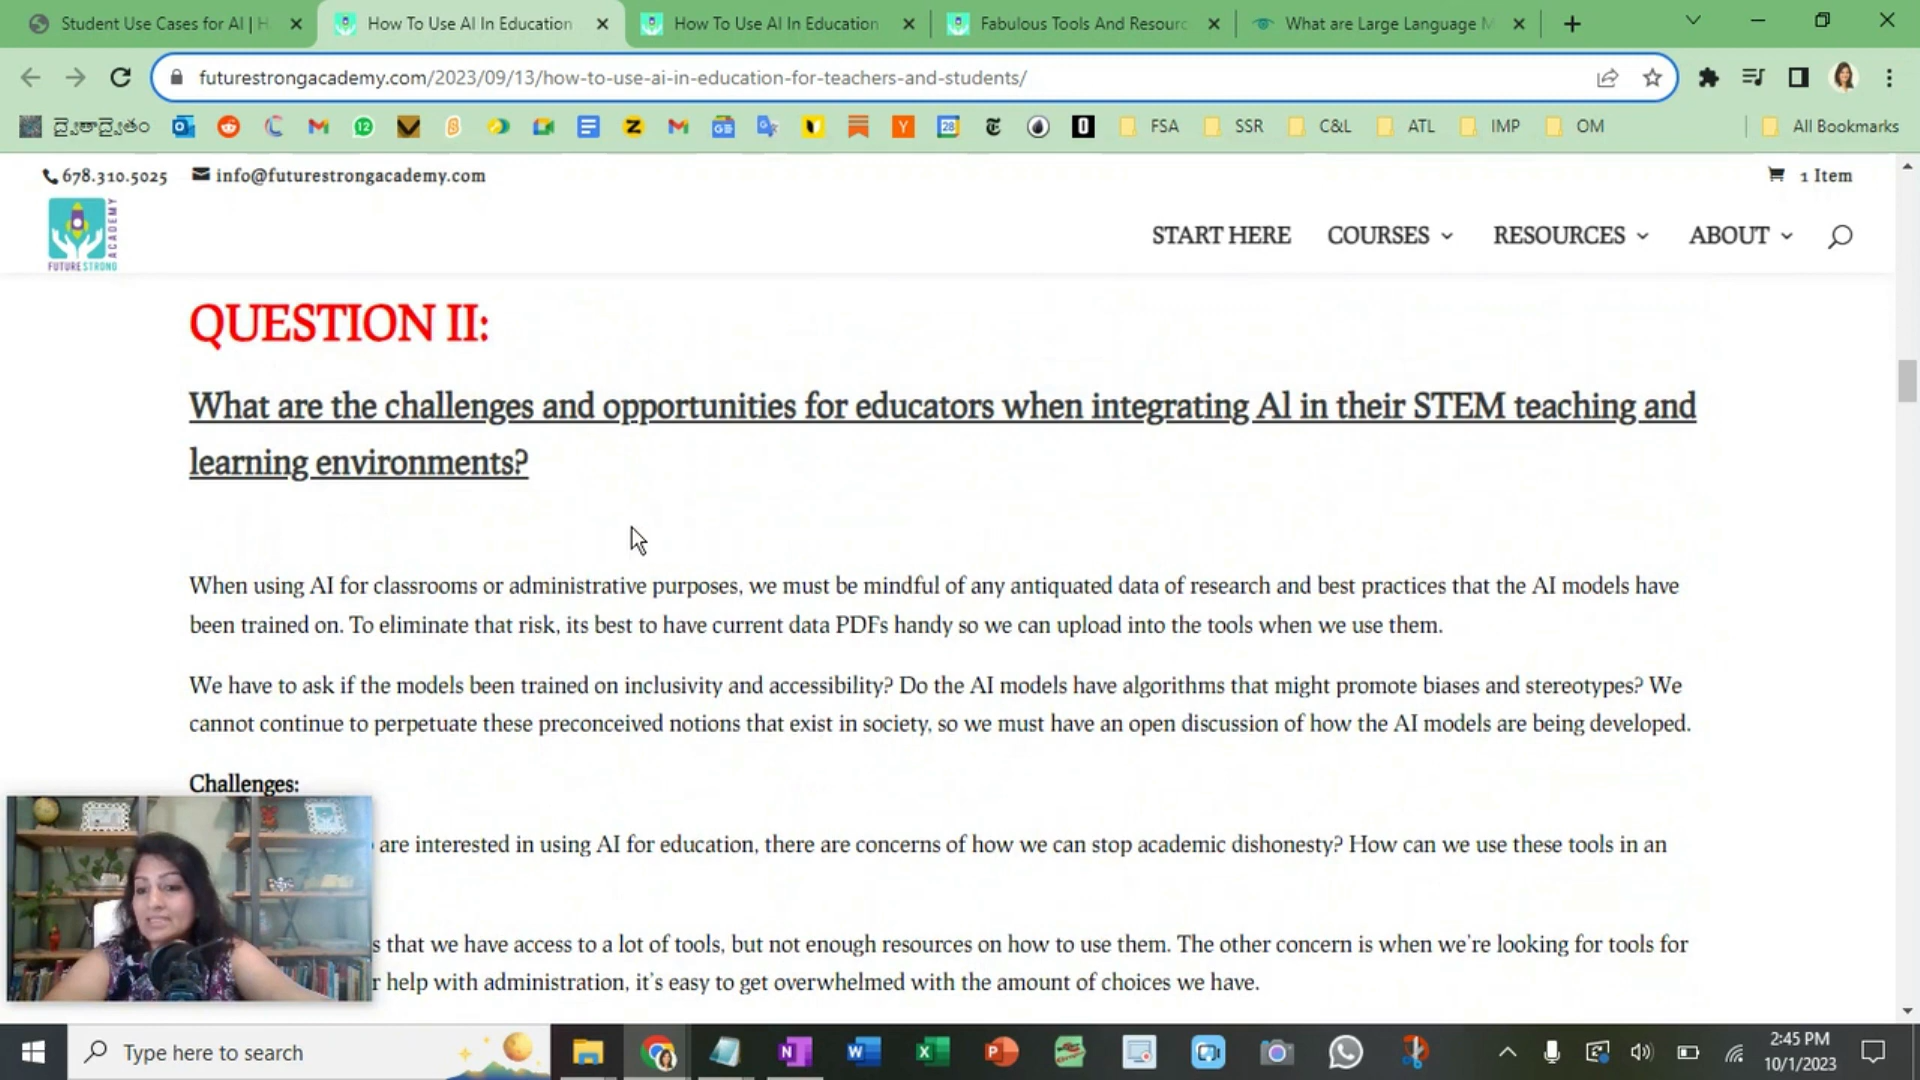 Student Use Cases for AI | H
How To Use AI In Education
How To Use AI In Education
Fabulous Tools And Resourc
What are Large Language M
futurestrongacademy.com/2023/09/13/how-to-use-ai-in-education-for-teachers-and-students/
FSA
SSR
C&L
ATL
IMP
OM
All Bookmarks
678.310.5025
info@futurestrongacademy.com
1 Item
FUTURESTRONG
ACADEMY
START HERE
COURSES
RESOURCES
ABOUT
QUESTION II:
What are the challenges and opportunities for educators when integrating Al in their STEM teaching and
learning environments?
When using AI for classrooms or administrative purposes, we must be mindful of any antiquated data of research and best practices that the AI models have
been trained on. To eliminate that risk, its best to have current data PDFs handy so we can upload into the tools when we use them.
We have to ask if the models been trained on inclusivity and accessibility? Do the AI models have algorithms that might promote biases and stereotypes? We
cannot continue to perpetuate these preconceived notions that exist in society, so we must have an open discussion of how the AI models are being developed.
Challenges:
are interested in using AI for education, there are concerns of how we can stop academic dishonesty? How can we use these tools in an
s that we have access to a lot of tools, but not enough resources on how to use them. The other concern is when we're looking for tools for
r help with administration, it's easy to get overwhelmed with the amount of choices we have.
Type here to search
2:45 PM
10/1/2023